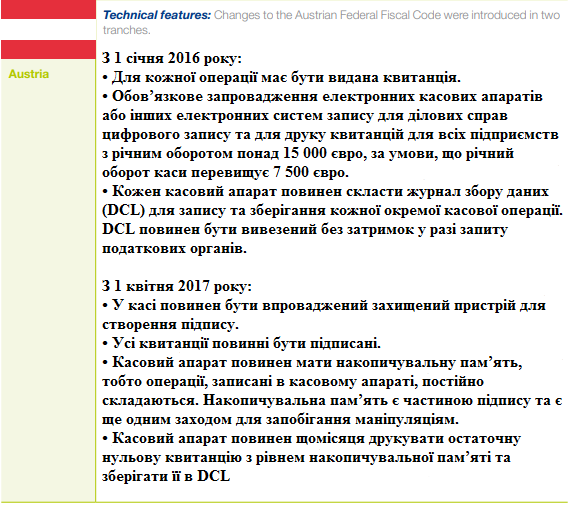 Technical features: Changes to the Austrian Federal Fiscal Code were introduced in two
tranches.
Austria
З 1 січня 2016 року:
• Для кожної операції має бути видана квитанція.
• Обов’язкове запровадження електронних касових апаратів
або інших електронних систем запису для ділових справ
цифрового запису та для друку квитанцій для всіх підприємств
з річним оборотом понад 15 000 євро, за умови, що річний
оборот каси перевищує 7 500 євро.
• Кожен касовий апарат повинен скласти журнал збору даних
(DCL) для запису та зберігання кожної окремої касової операції.
DCL повинен бути вивезений без затримок у разі запиту
податкових органів.
З 1 квітня 2017 року:
• У касі повинен бути впроваджений захищений пристрій для
створення підпису.
• Усі квитанції повинні бути підписані.
• Касовий апарат повинен мати накопичувальну пам’ять,
тобто операції, записані в касовому апараті, постійно
складаються. Накопичувальна пам’ять є частиною підпису та є
ще одним заходом для запобігання маніпуляціям.
• Касовий апарат повинен щомісяця друкувати остаточну
нульову квитанцію з рівнем накопичувальної пам’яті та
зберігати її в DCL